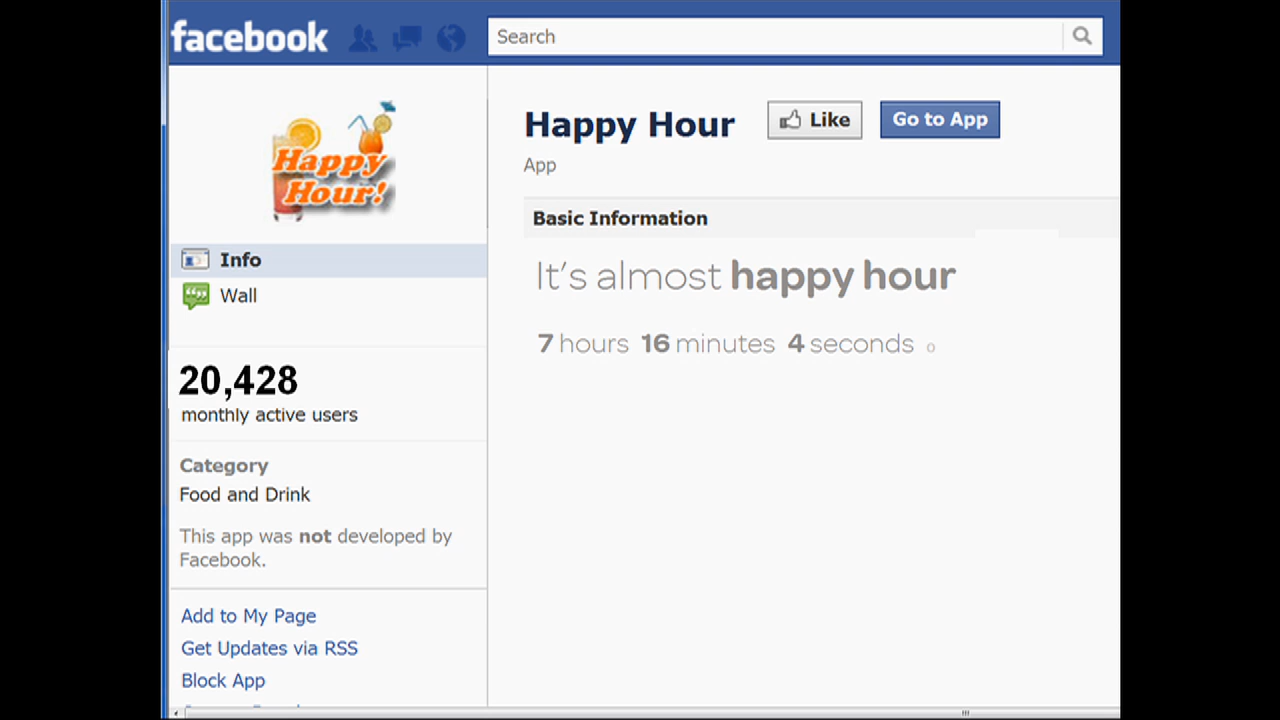 facebook
Search
Happy
Hour!
Info
Wall
20,428
monthly active users
Category
Food and Drink
This app was not developed by
Facebook.
Add to My Page
Get Updates via RSS
Block App
Happy Hour
Like
Go to App
App
Basic Information
It's almost happy hour
7 hours 16 minutes 4 seconds 0